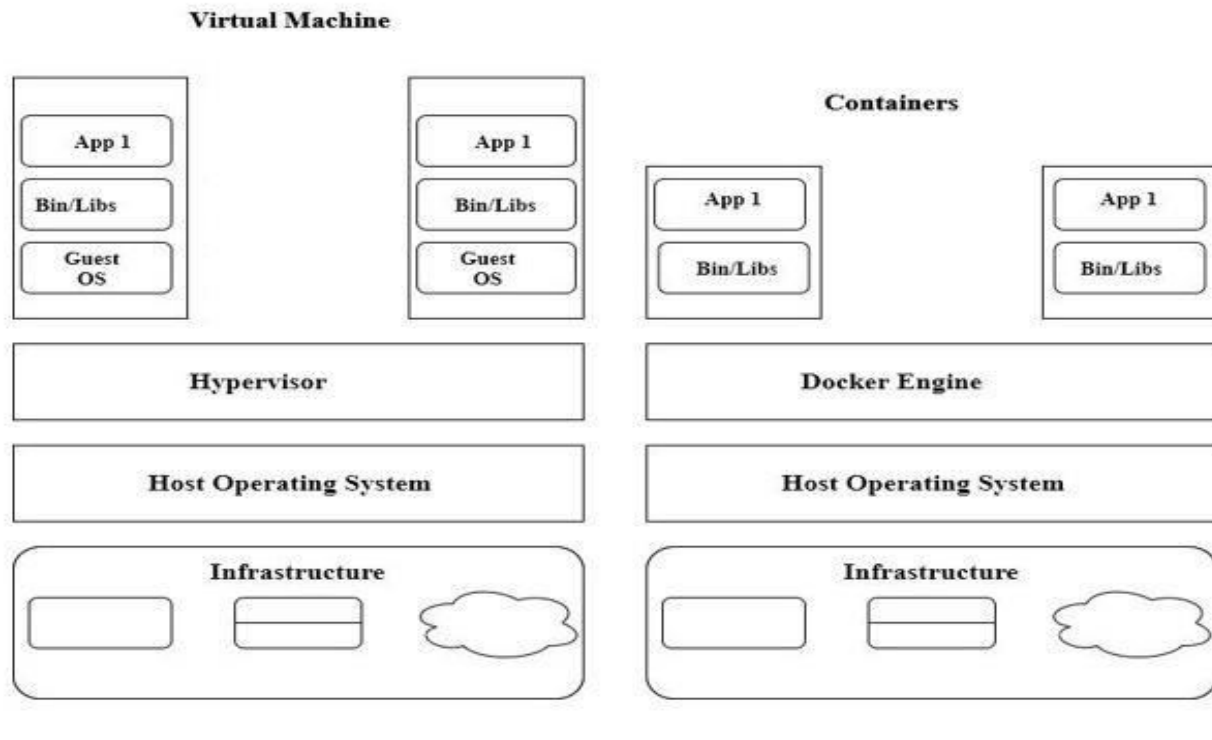 Virtual Machine
App 1
Bin/Libs
Guest
OS
App 1
Bin/Libs
Guest
OS
Hypervisor
Host Operating System
Infrastructure
Containers
App 1
Bin/Libs
App 1
Bin/Libs
Docker Engine
Host Operating System
Infrastructure